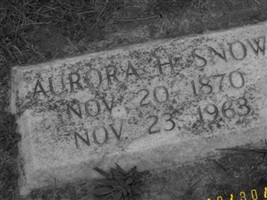 AURORA H. SNOW
NOV. 20, 1870
NOV. 23, 1963